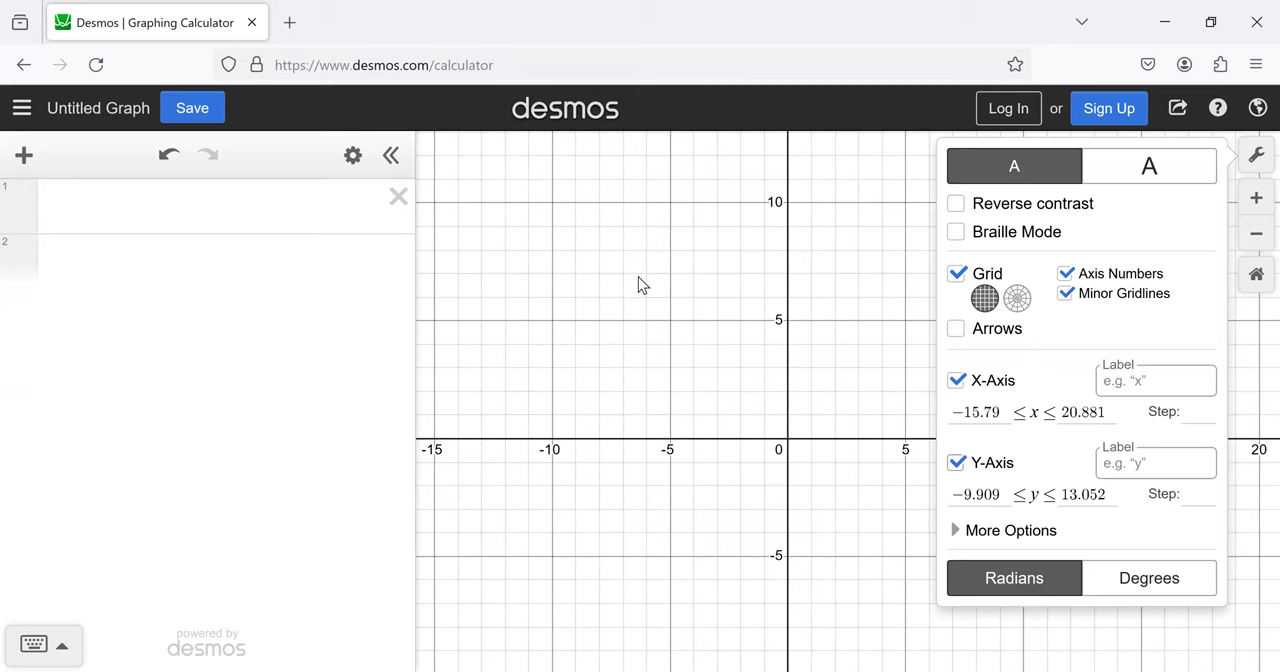 Desmos | Graphing Calculator
https://www.desmos.com/calculator
Untitled Graph Save desmos Log In or Sign Up
1
2
10
5
-5
-15 -10 -5 0 5 20
A A
Reverse contrast
Braille Mode
Grid Axis Numbers
Minor Gridlines
Arrows
X-Axis Label e.g. "x"
−15.79 ≤ x ≤ 20.881 Step:
Y-Axis Label e.g. "y"
−9.909 ≤ y ≤ 13.052 Step:
More Options
Radians Degrees
powered by
desmos